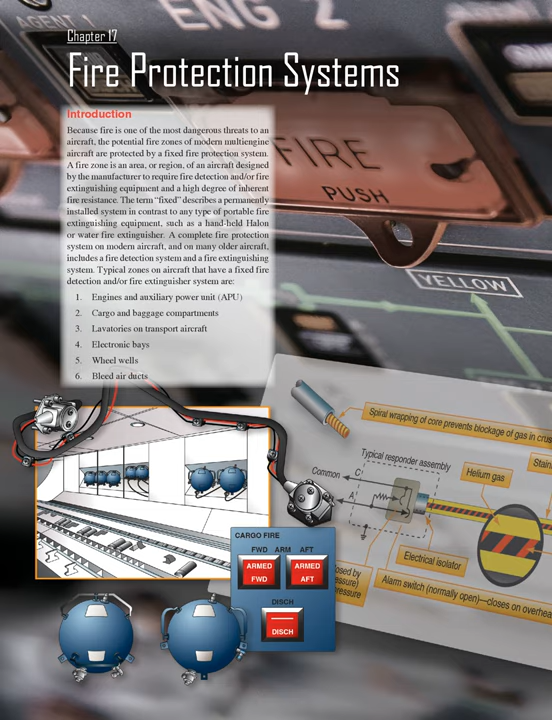 AGENT 1
ENG 2
Chapter 17
Fire Protection Systems
Introduction
Because fire is one of the most dangerous threats to an
aircraft, the potential fire zones of modern multiengine
aircraft are protected by a fixed fire protection system.
A fire zone is an area, or region, of an aircraft designed
by the manufacturer to require fire detection and/or fire
extinguishing equipment and a high degree of inherent
fire resistance. The term “fixed” describes a permanently
installed system in contrast to any type of portable fire
extinguishing equipment, such as a hand-held Halon
or water fire extinguisher. A complete fire protection
system on modern aircraft, and on many older aircraft,
includes a fire detection system and a fire extinguishing
system. Typical zones on aircraft that have a fixed fire
detection and/or fire extinguisher system are:
1. Engines and auxiliary power unit (APU)
2. Cargo and baggage compartments
3. Lavatories on transport aircraft
4. Electronic bays
5. Wheel wells
6. Bleed air ducts
FIRE
PUSH
YELLOW
Spiral wrapping of core prevents blockage of gas in crus
Typical responder assembly
Stain
Common
C
Helium gas
A
Electrical isolator
Alarm switch (normally open)—closes on overhea
osed by
ssure)
ressure
CARGO FIRE
FWD ARM AFT
ARMED
FWD
ARMED
AFT
DISCH
DISCH